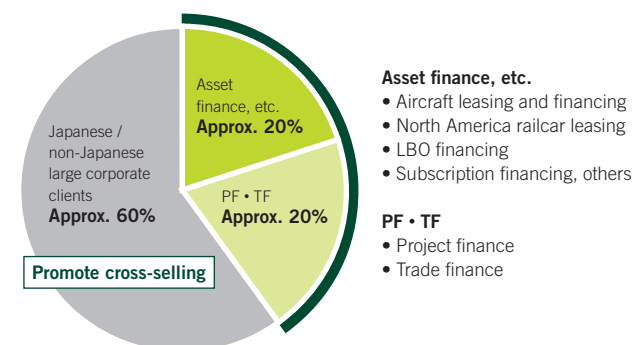 Asset
finance, etc.
Approx. 20%
Japanese /
non-Japanese
large corporate
clients
Approx. 60%
PF • TF
Approx. 20%
Promote cross-selling
Asset finance, etc.
• Aircraft leasing and financing
• North America railcar leasing
• LBO financing
• Subscription financing, others
PF • TF
• Project finance
• Trade finance